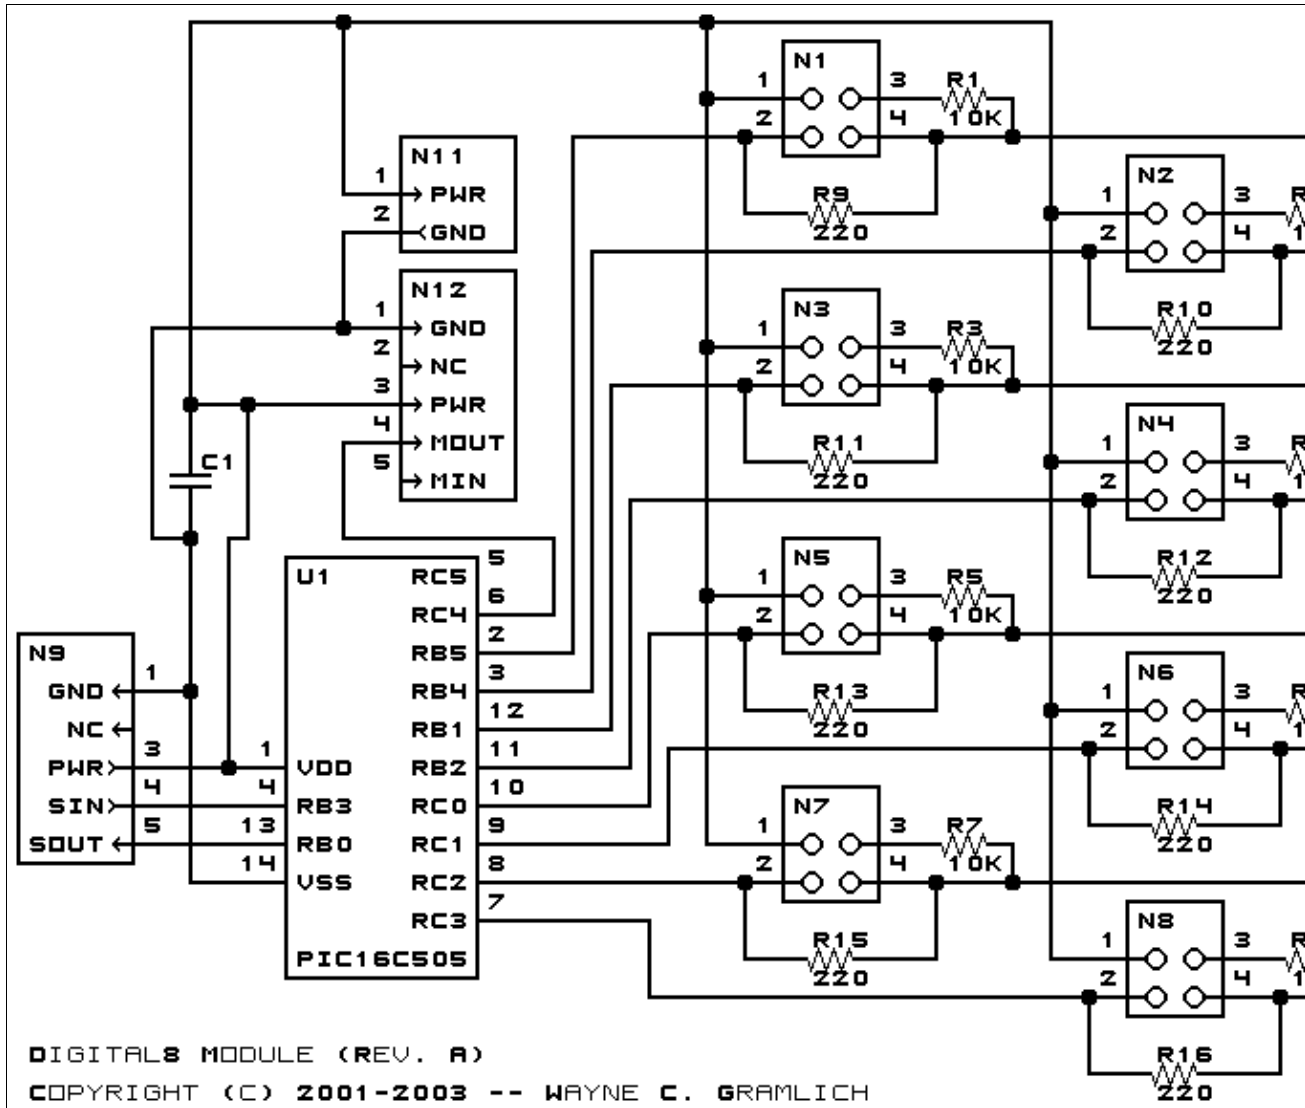 N1
1 3 R1
2 4 10K
R9
220
N11
1 PWR
2 GND
N2
1 3 R
2 4 1
R10
220
N12
1 GND
2 NC
3 PWR
4 MOUT
5 MIN
N3
1 3 R3
2 4 10K
R11
220
N4
1 3 R
2 4 1
R12
220
C1
U1
RC5 5
RC4 6
RB5 2
RB4 3
RB1 12
RB2 11
RC0 10
RC1 9
RC2 8
RC3 7
1 VDD
4 RB3
13 RB0
14 VSS
PIC16C505
N9
GND 1
NC
PWR 3
SIN 4
SOUT 5
N5
1 3 R5
2 4 10K
R13
220
N6
1 3 R
2 4 1
R14
220
N7
1 3 R7
2 4 10K
R15
220
N8
1 3 R
2 4 1
R16
220
DIGITAL8 MODULE (REV. A)
COPYRIGHT (C) 2001-2003 -- WAYNE C. GRAMLICH